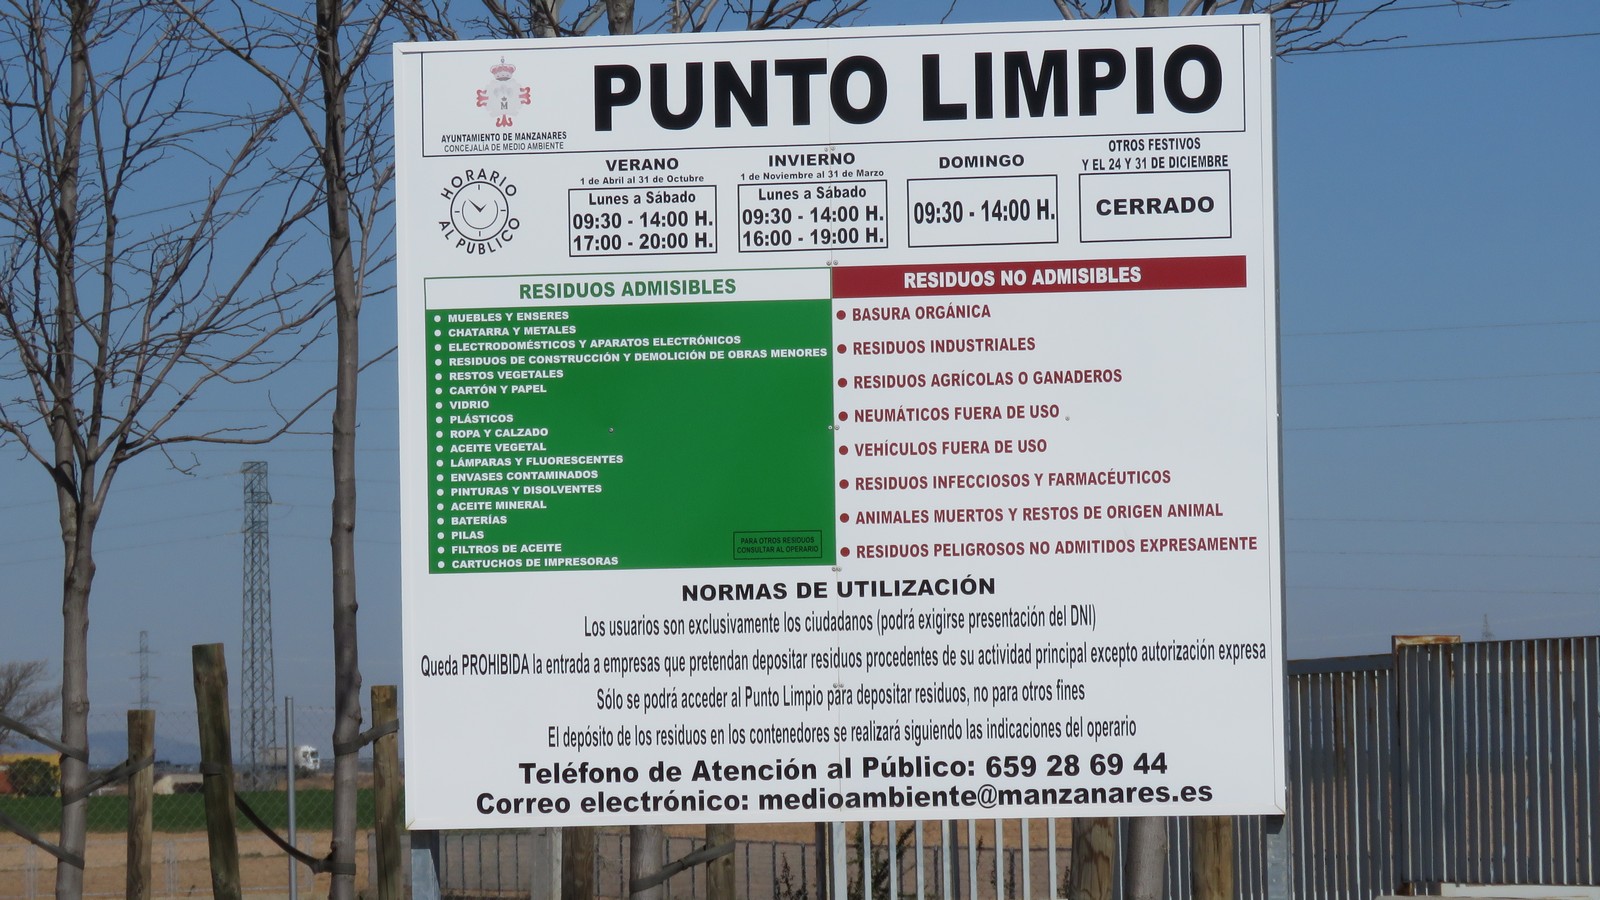 PUNTO LIMPIO
M
AYUNTAMIENTO DE MANZANARES
CONCEJALIA DE MEDIO AMBIENTE
HORARIO
AL PUBLICO
VERANO
1 de Abril al 31 de Octubre
Lunes a Sábado
09:30 - 14:00 H.
17:00 - 20:00 H.
INVIERNO
1 de Noviembre al 31 de Marzo
Lunes a Sábado
09:30 - 14:00 H.
16:00 - 19:00 H.
DOMINGO
09:30 - 14:00 H.
OTROS FESTIVOS
Y EL 24 Y 31 DE DICIEMBRE
CERRADO
RESIDUOS ADMISIBLES
MUEBLES Y ENSERES
CHATARRA Y METALES
ELECTRODOMÉSTICOS Y APARATOS ELECTRÓNICOS
RESIDUOS DE CONSTRUCCIÓN Y DEMOLICIÓN DE OBRAS MENORES
RESTOS VEGETALES
CARTÓN Y PAPEL
VIDRIO
PLÁSTICOS
ROPA Y CALZADO
ACEITE VEGETAL
LÁMPARAS Y FLUORESCENTES
ENVASES CONTAMINADOS
PINTURAS Y DISOLVENTES
ACEITE MINERAL
BATERÍAS
PILAS
FILTROS DE ACEITE
CARTUCHOS DE IMPRESORAS
PARA OTROS RESIDUOS
CONSULTAR AL OPERARIO
RESIDUOS NO ADMISIBLES
BASURA ORGÁNICA
RESIDUOS INDUSTRIALES
RESIDUOS AGRÍCOLAS O GANADEROS
NEUMÁTICOS FUERA DE USO
VEHÍCULOS FUERA DE USO
RESIDUOS INFECCIOSOS Y FARMACÉUTICOS
ANIMALES MUERTOS Y RESTOS DE ORIGEN ANIMAL
RESIDUOS PELIGROSOS NO ADMITIDOS EXPRESAMENTE
NORMAS DE UTILIZACIÓN
Los usuarios son exclusivamente los ciudadanos (podrá exigirse presentación del DNI)
Queda PROHIBIDA la entrada a empresas que pretendan depositar residuos procedentes de su actividad principal excepto autorización expresa
Sólo se podrá acceder al Punto Limpio para depositar residuos, no para otros fines
El depósito de los residuos en los contenedores se realizará siguiendo las indicaciones del operario
Teléfono de Atención al Público: 659 28 69 44
Correo electrónico: medioambiente@manzanares.es